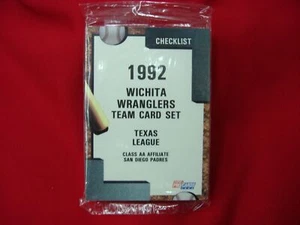 CHECKLIST
1992
WICHITA
WRANGLERS
TEAM CARD SET
TEXAS
LEAGUE
CLASS AA AFFILIATE
SAN DIEGO PADRES